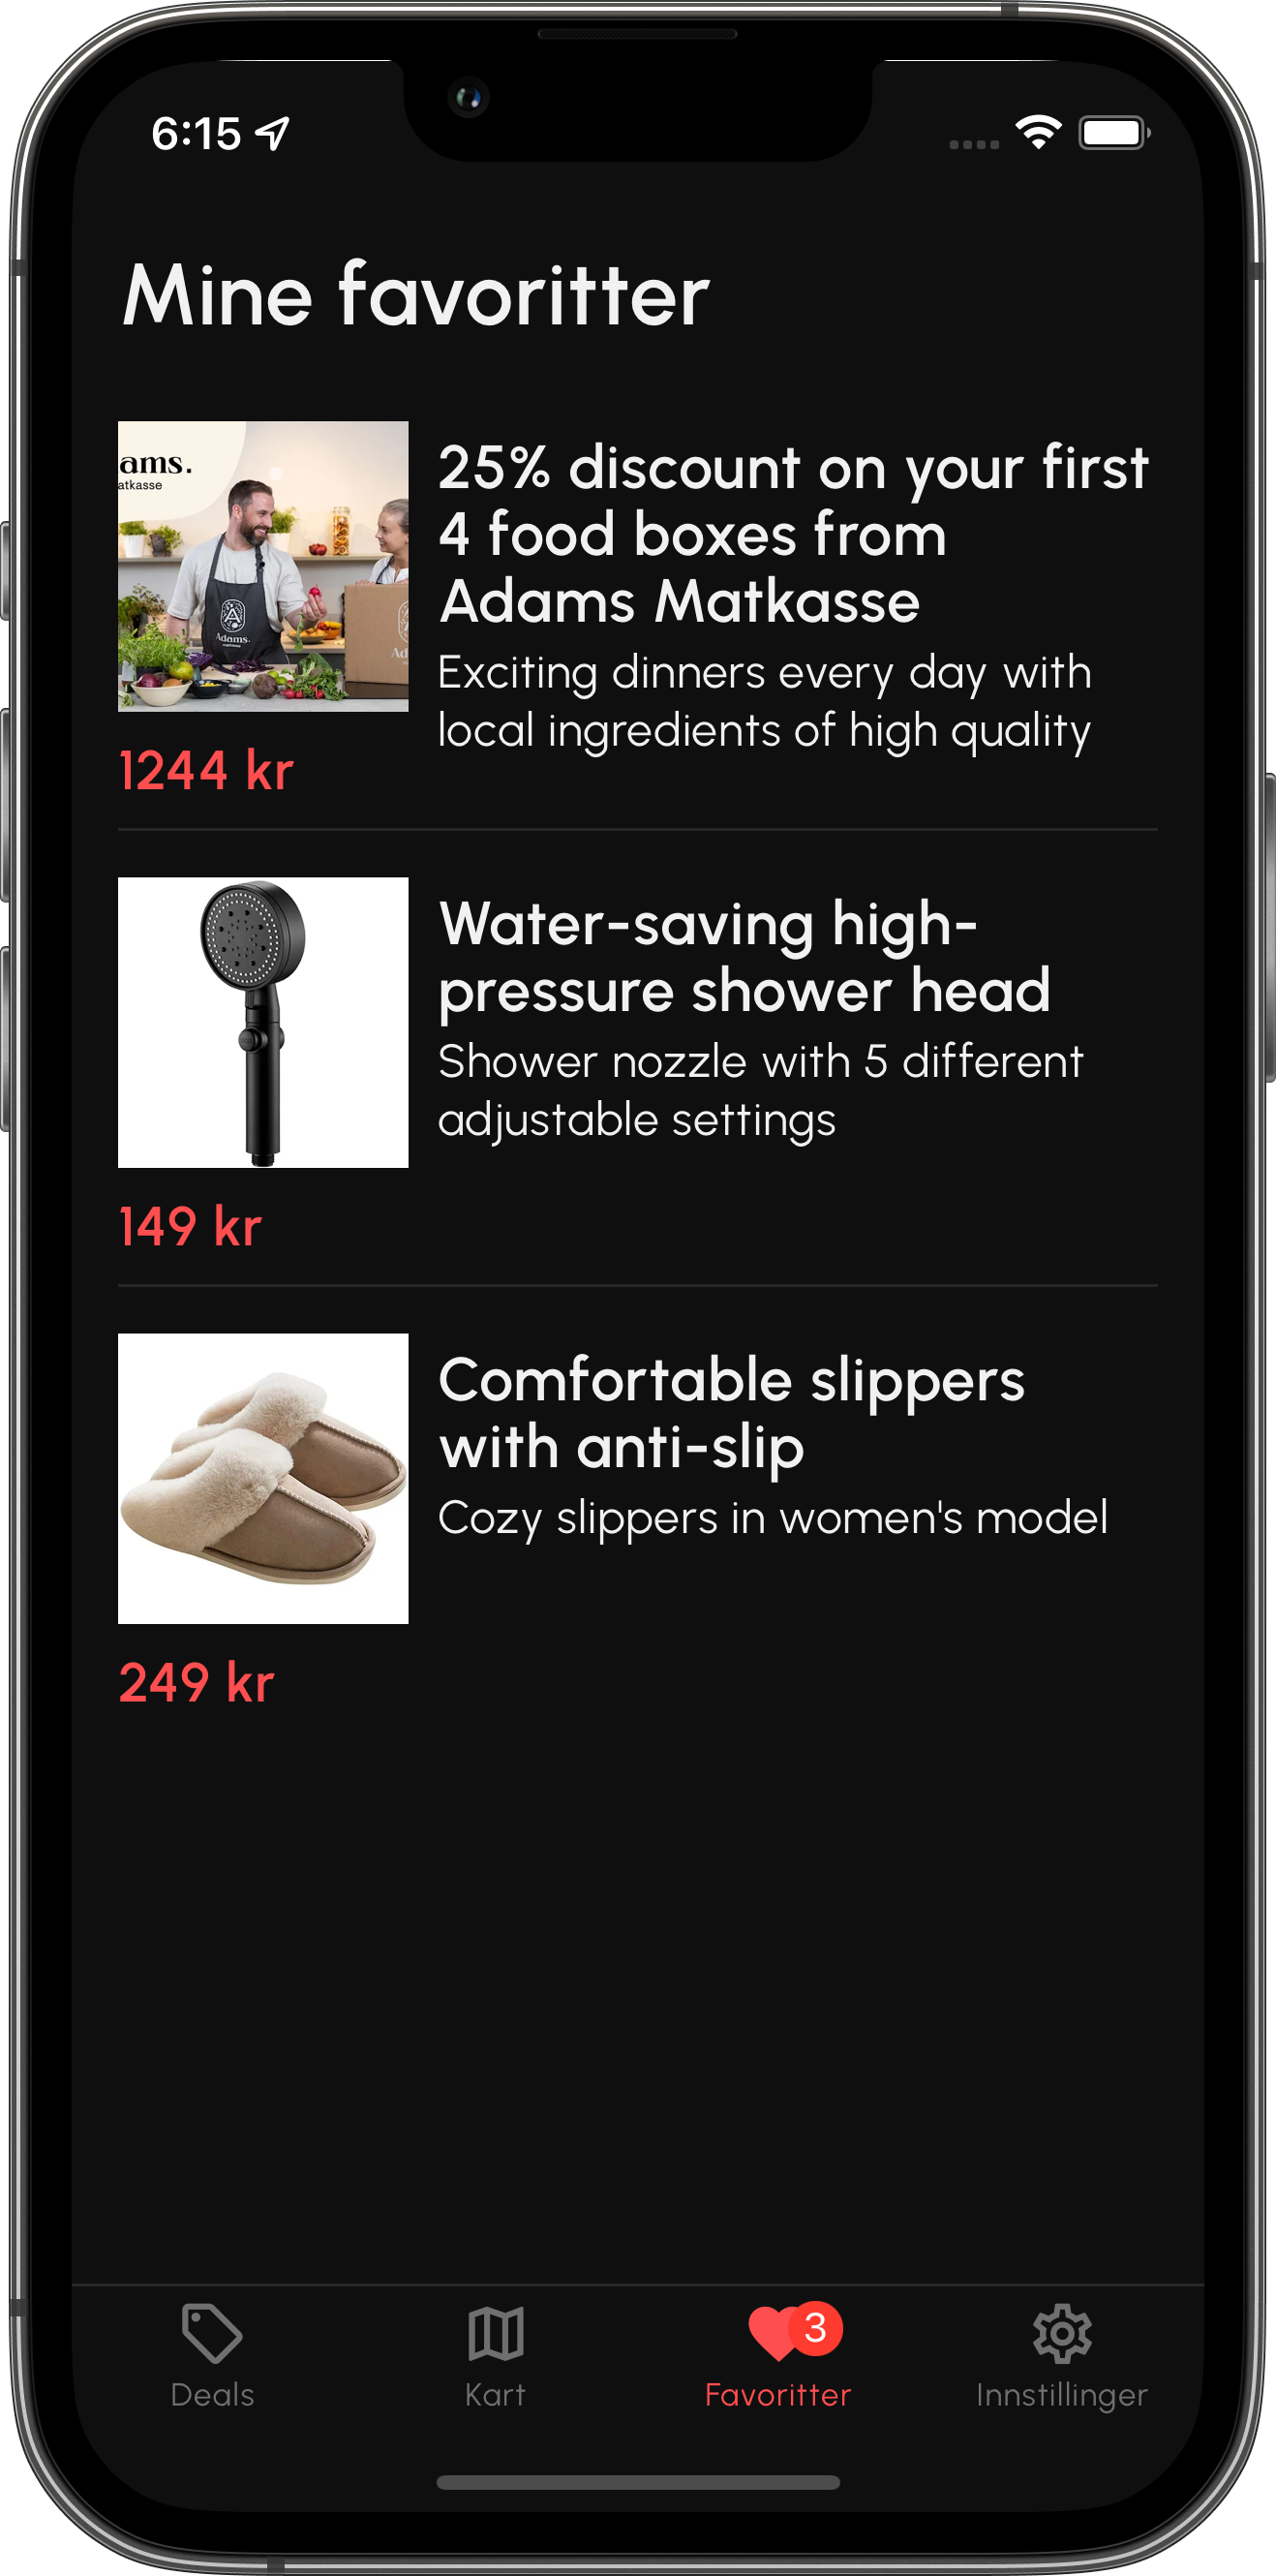 6:15
Mine favoritter
ams.
atkasse
25% discount on your first
4 food boxes from
Adams Matkasse
Exciting dinners every day with
local ingredients of high quality
Adams.
Ad
1244 kr
Water-saving high-
pressure shower head
Shower nozzle with 5 different
adjustable settings
149 kr
Comfortable slippers
with anti-slip
Cozy slippers in women's model
249 kr
3
Deals
Kart
Favoritter
Innstillinger